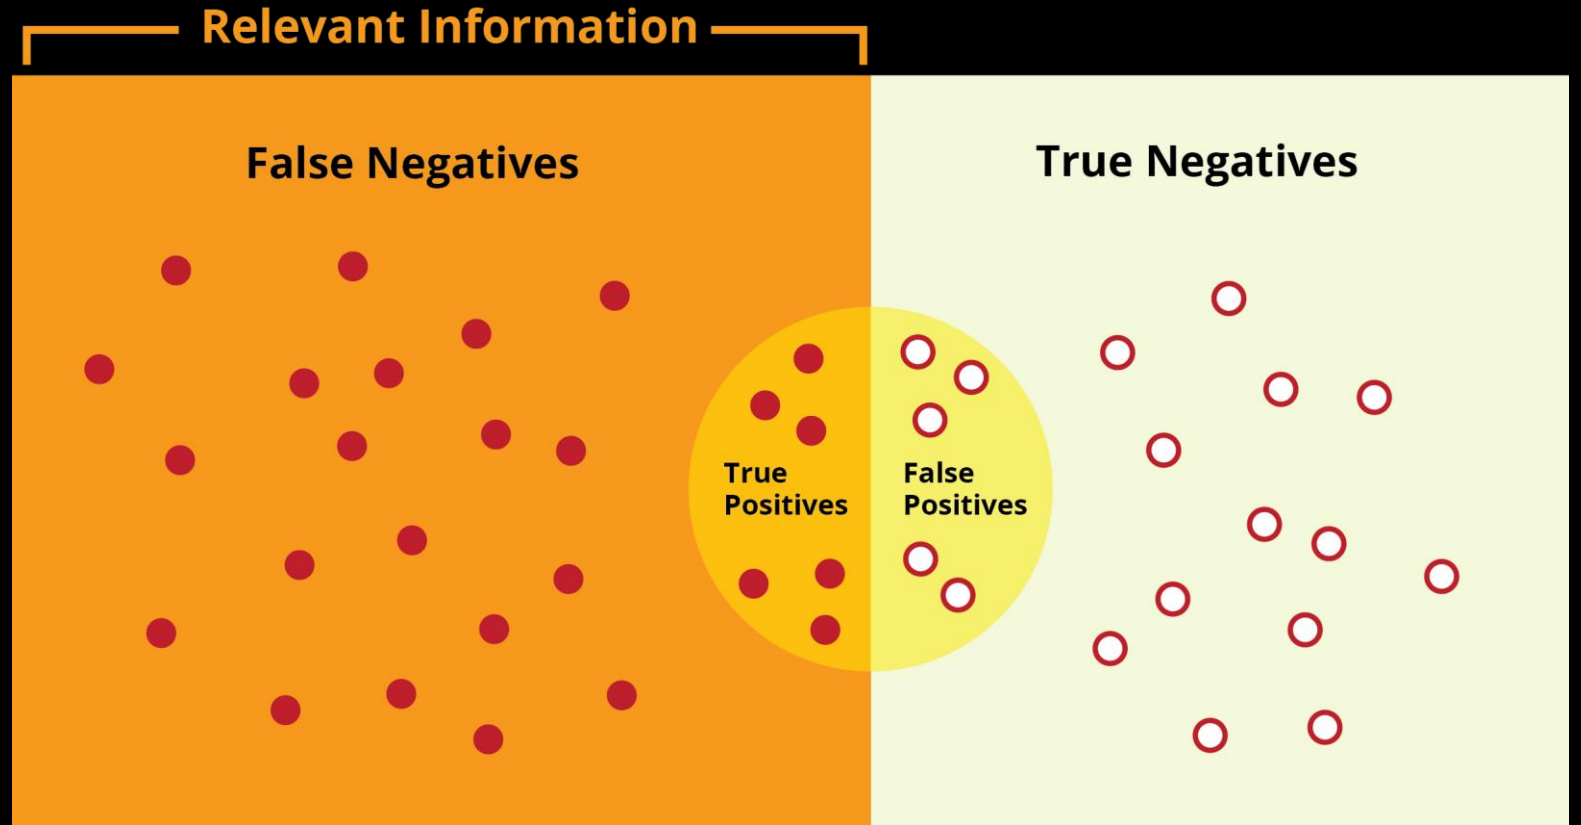 Relevant Information
False Negatives
True Negatives
True
Positives
False
Positives